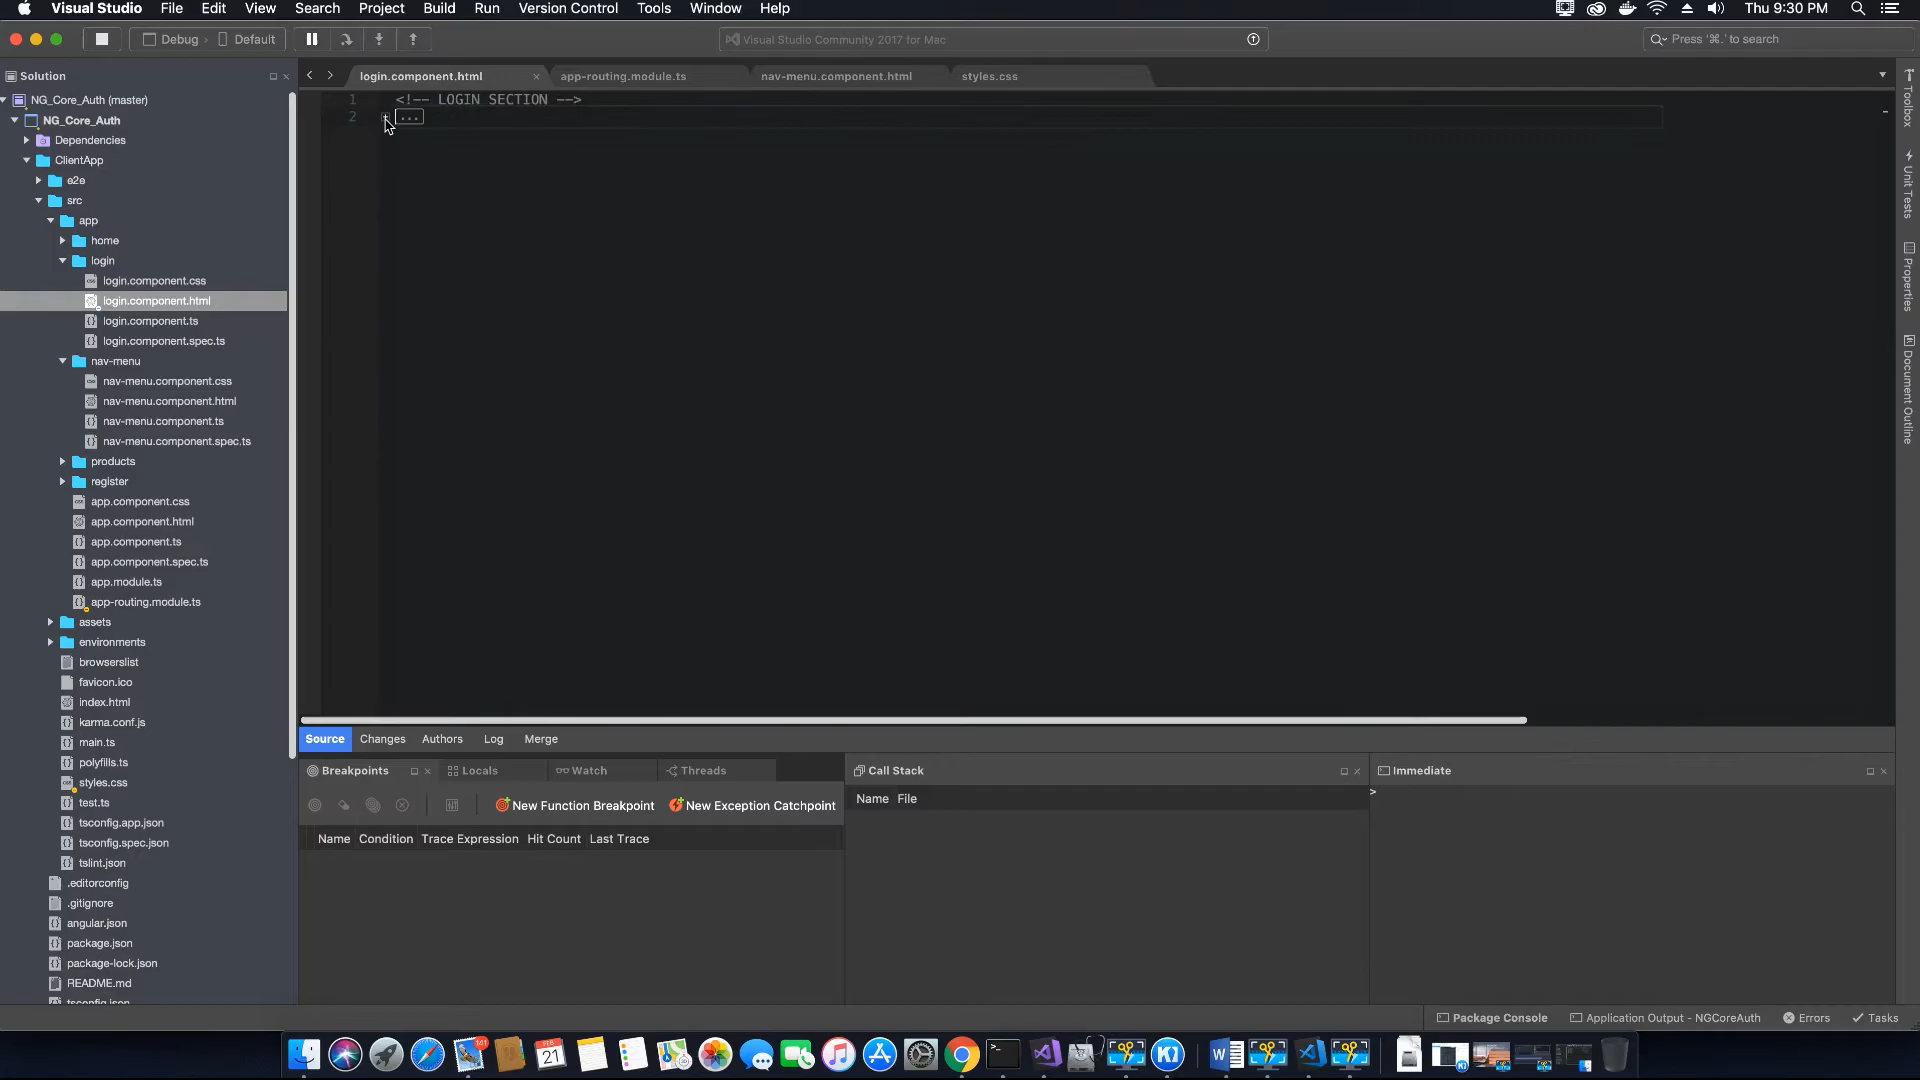 Visual Studio File Edit View Search Project Build Run Version Control Tools Window Help Thu 9:30 PM
Debug Default Visual Studio Community 2017 for Mac Press '⌘.' to search
Solution
NG_Core_Auth (master)
NG_Core_Auth
Dependencies
ClientApp
e2e
src
app
home
login
login.component.css
login.component.html
login.component.ts
login.component.spec.ts
nav-menu
nav-menu.component.css
nav-menu.component.html
nav-menu.component.ts
nav-menu.component.spec.ts
products
register
app.component.css
app.component.html
app.component.ts
app.component.spec.ts
app.module.ts
app-routing.module.ts
assets
environments
browserslist
favicon.ico
index.html
karma.conf.js
main.ts
polyfills.ts
styles.css
test.ts
tsconfig.app.json
tsconfig.spec.json
tslint.json
.editorconfig
.gitignore
angular.json
package.json
package-lock.json
README.md
tsconfig.json
login.component.html app-routing.module.ts nav-menu.component.html styles.css
1 <!-- LOGIN SECTION -->
2 ...
Source Changes Authors Log Merge
Breakpoints Locals Watch Threads
New Function Breakpoint New Exception Catchpoint
Name Condition Trace Expression Hit Count Last Trace
Call Stack
Name File
Immediate
>
Toolbox
Unit Tests
Properties
Document Outline
Package Console Application Output - NGCoreAuth Errors Tasks
161
FEB
21